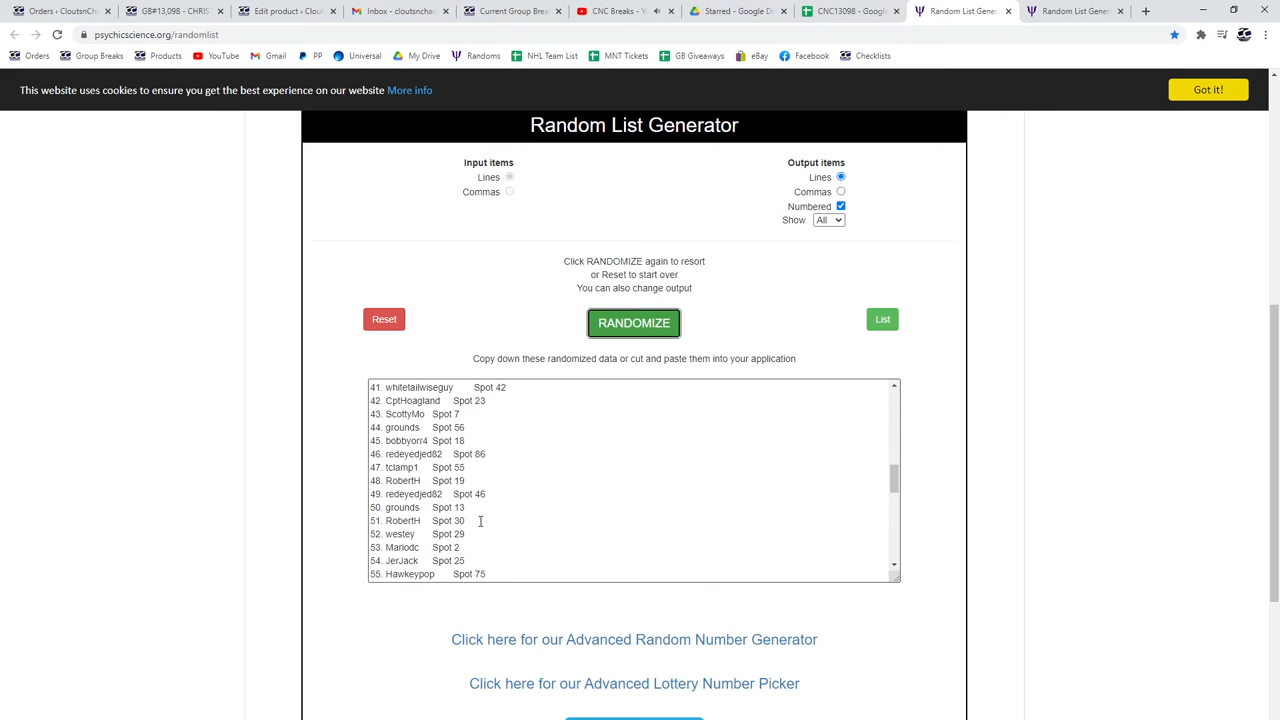 Orders < CloutsnCh
GB#13,098 - CHRIS
Edit product < Clout
Inbox - cloutsnchar
Current Group Break
CNC Breaks - Y
Starred - Google D
CNC13098 - Google
Random List Genera
Random List Genera
psychicscience.org/randomlist
Orders
Group Breaks
Products
YouTube
Gmail
PP
Universal
My Drive
Randoms
NHL Team List
MNT Tickets
GB Giveaways
eBay
Facebook
Checklists
This website uses cookies to ensure you get the best experience on our website More info
Got it!
Random List Generator
Input items
Lines
Commas
Output items
Lines
Commas
Numbered
Show All
Click RANDOMIZE again to resort
or Reset to start over
You can also change output
Reset
RANDOMIZE
List
Copy down these randomized data or cut and paste them into your application
41. whitetailwiseguy Spot 42
42. CptHoagland Spot 23
43. ScottyMo Spot 7
44. grounds Spot 56
45. bobbyorr4 Spot 18
46. redeyedjed82 Spot 86
47. tclamp1 Spot 55
48. RobertH Spot 19
49. redeyedjed82 Spot 46
50. grounds Spot 13
51. RobertH Spot 30
52. westey Spot 29
53. Mariodc Spot 2
54. JerJack Spot 25
55. Hawkeypop Spot 75
Click here for our Advanced Random Number Generator
Click here for our Advanced Lottery Number Picker